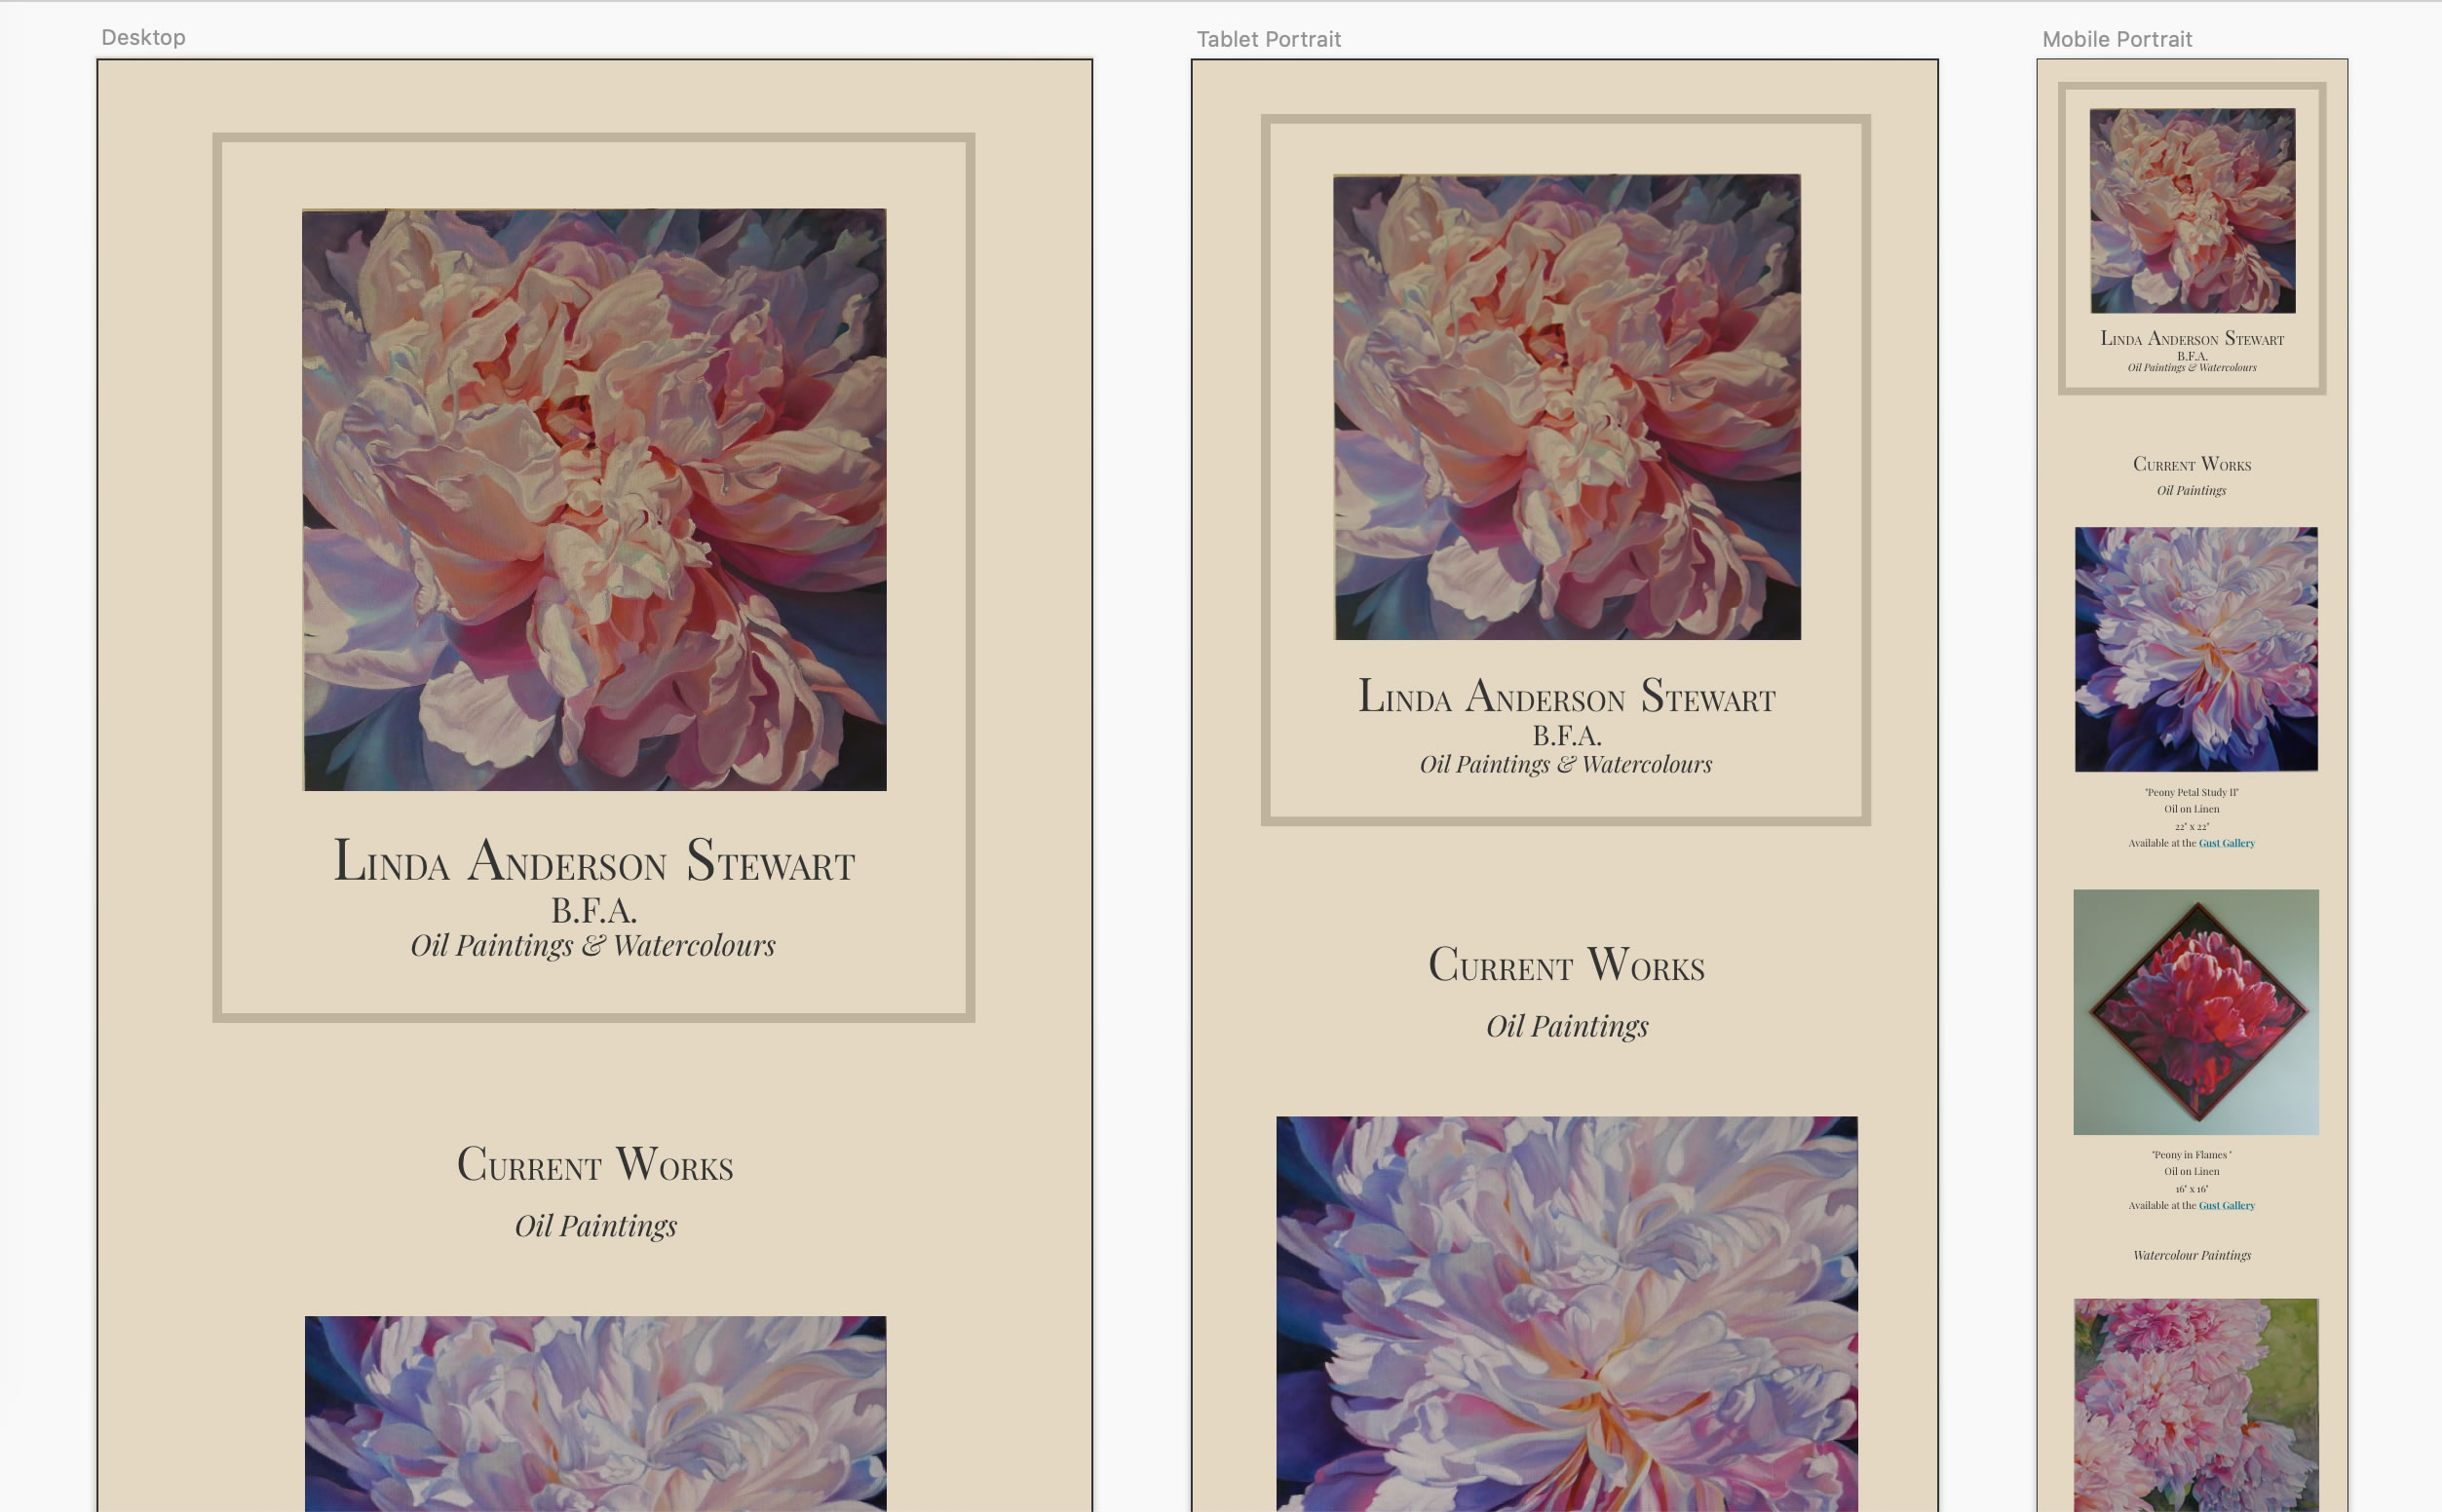 Desktop
Linda Anderson Stewart
B.F.A.
Oil Paintings & Watercolours
Current Works
Oil Paintings
Tablet Portrait
Linda Anderson Stewart
B.F.A.
Oil Paintings & Watercolours
Current Works
Oil Paintings
Mobile Portrait
Linda Anderson Stewart
B.F.A.
Oil Paintings & Watercolours
Current Works
Oil Paintings
"Peony Petal Study II"
Oil on Linen
22" x 22"
Available at the Gust Gallery
"Peony in Flames "
Oil on Linen
16" x 16"
Available at the Gust Gallery
Watercolour Paintings